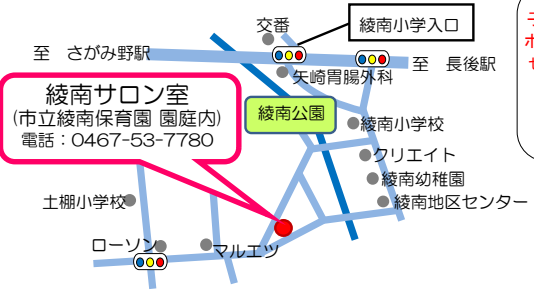 交番
綾南小学入口
至　さがみ野駅
至　長後駅
矢崎胃腸外科
綾南サロン室
(市立綾南保育園 園庭内)
電話：0467-53-7780
綾南公園
綾南小学校
クリエイト
綾南幼稚園
土棚小学校
綾南地区センター
ローソン
マルエツ